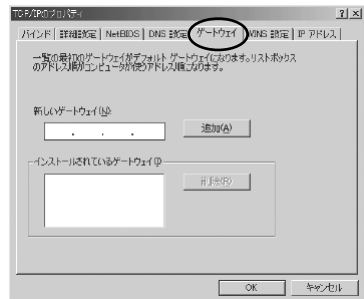 TCP/IPのプロパティ
バインド 詳細設定 NetBIOS DNS 設定 ゲートウェイ WINS 設定 IP アドレス
一覧の最初のゲートウェイがデフォルト ゲートウェイになります。リストボックス
のアドレス順がコンピュータが使うアドレス順になります。
新しいゲートウェイ(N):
追加(A)
インストールされているゲートウェイ(I)
削除(R)
OK キャンセル